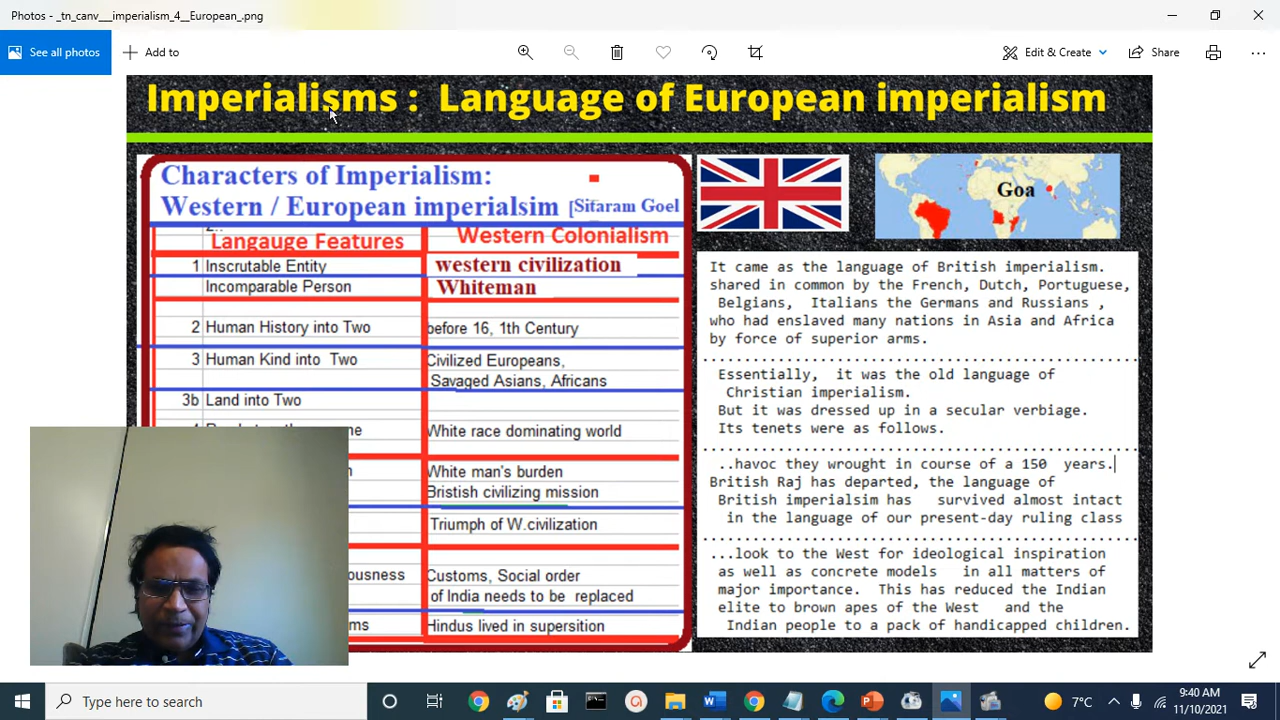 Photos - _tn_canv___imperialism_4__European_.png
See all photos
Add to
Edit & Create
Share
Imperialisms : Language of European imperialism
Characters of Imperialism:
Western / European imperialsim [Sitaram Goel
Langauge Features Western Colonialism
1 Inscrutable Entity western civilization
Incomparable Person Whiteman
2 Human History into Two before 16, 1th Century
3 Human Kind into Two Civilized Europeans,
Savaged Asians, Africans
3b Land into Two
me White race dominating world
White man's burden
Bristish civilizing mission
Triumph of W.civilization
ousness Customs, Social order
of India needs to be replaced
ms Hindus lived in supersition
Goa
It came as the language of British imperialism.
shared in common by the French, Dutch, Portuguese,
Belgians, Italians the Germans and Russians ,
who had enslaved many nations in Asia and Africa
by force of superior arms.
Essentially, it was the old language of
Christian imperialism.
But it was dressed up in a secular verbiage.
Its tenets were as follows.
..havoc they wrought in course of a 150 years.
British Raj has departed, the language of
British imperialsim has survived almost intact
in the language of our present-day ruling class
...look to the West for ideological inspiration
as well as concrete models in all matters of
major importance. This has reduced the Indian
elite to brown apes of the West and the
Indian people to a pack of handicapped children.
Type here to search
7°C
9:40 AM
11/10/2021